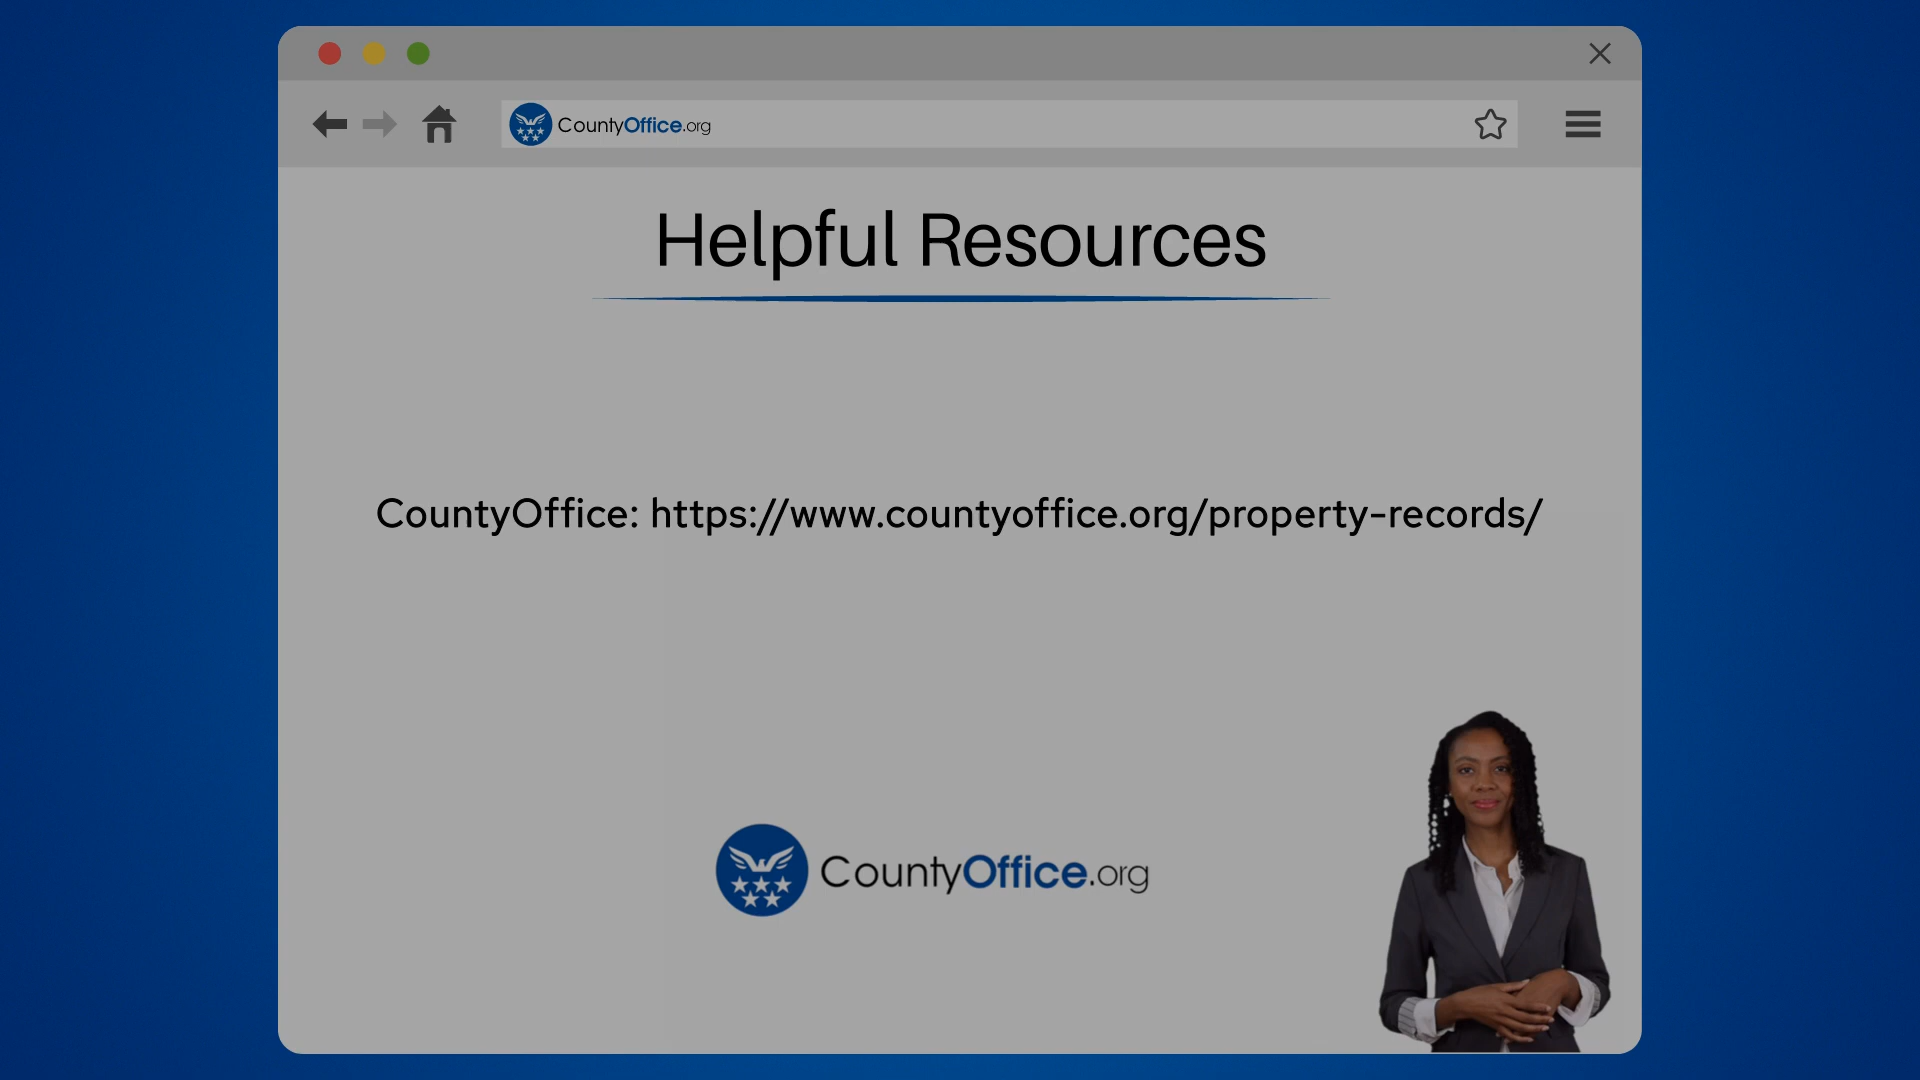 CountyOffice.org
Helpful Resources
CountyOffice: https://www.countyoffice.org/property-records/
CountyOffice.org